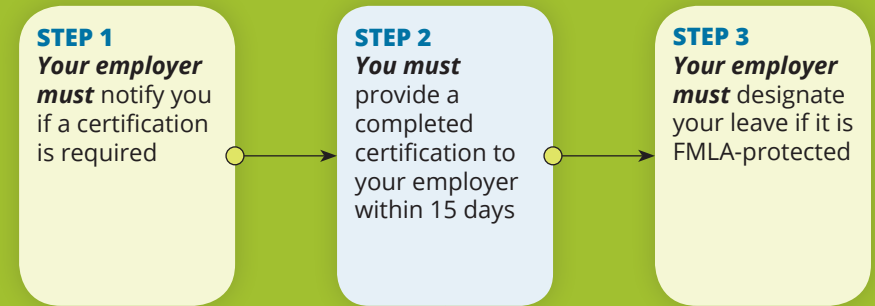 STEP 1
Your employer
must notify you
if a certification
is required
STEP 2
You must
provide a
completed
certification to
your employer
within 15 days
STEP 3
Your employer
must designate
your leave if it is
FMLA-protected